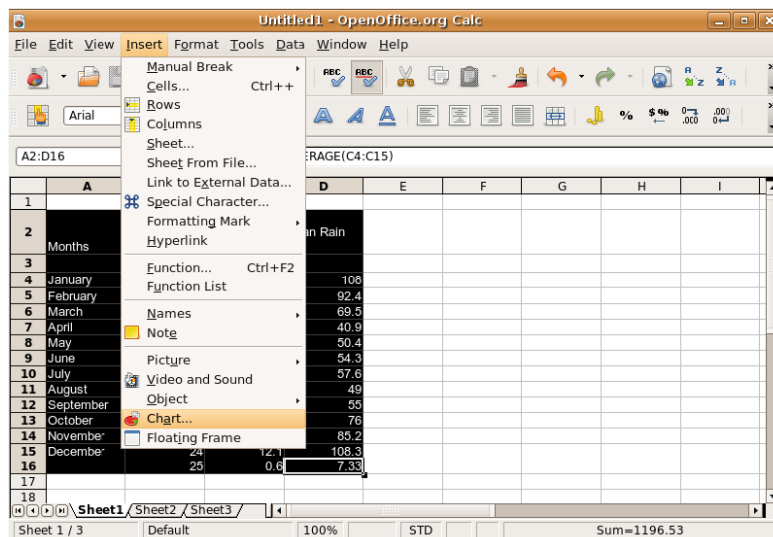 Untitled1 - OpenOffice.org Calc
File Edit View Insert Format Tools Data Window Help
Manual Break
Cells... Ctrl++
Rows
Columns
Sheet...
Sheet From File...
Link to External Data...
Special Character...
Formatting Mark
Hyperlink
Function... Ctrl+F2
Function List
Names
Note
Picture
Video and Sound
Object
Chart...
Floating Frame
ABC ABC
Arial
A2:D16 ERAGE(C4:C15)
A D E F G H I
1
2 Months an Rain
3
4 January 108
5 February 92.4
6 March 69.5
7 April 40.9
8 May 50.4
9 June 54.3
10 July 57.6
11 August 49
12 September 55
13 October 76
14 November 85.2
15 December 24 12.1 108.3
16 25 0.6 7.33
17
18
Sheet1 Sheet2 Sheet3
Sheet 1 / 3 Default 100% STD Sum=1196.53